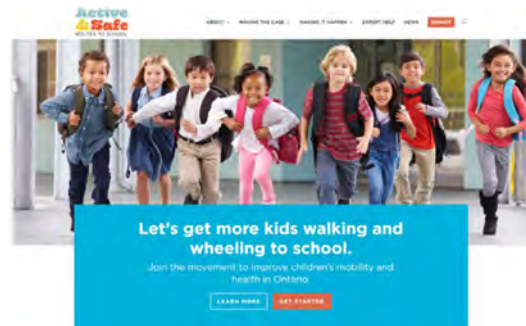 Active
& Safe
ROUTES TO SCHOOL
ABOUT
MAKING THE CASE
MAKING IT HAPPEN
EXPERT HELP
NEWS
DONATE
Let's get more kids walking and
wheeling to school.
Join the movement to improve children's mobility and
health in Ontario.
LEARN MORE
GET STARTED